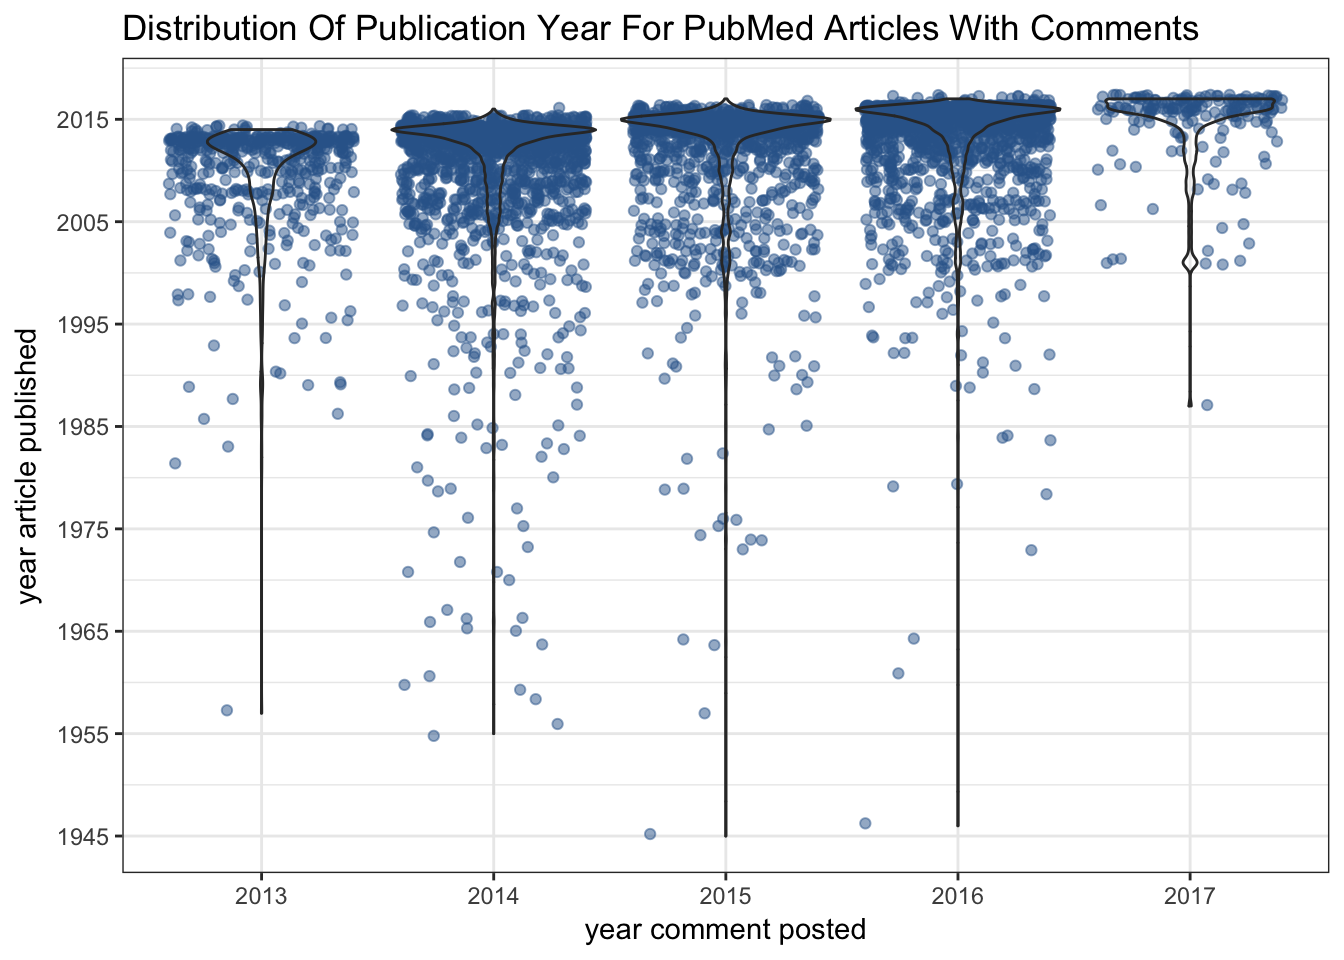 Distribution Of Publication Year For PubMed Articles With Comments
year article published
2015
2005
1995
1985
1975
1965
1955
1945
2013 2014 2015 2016 2017
year comment posted